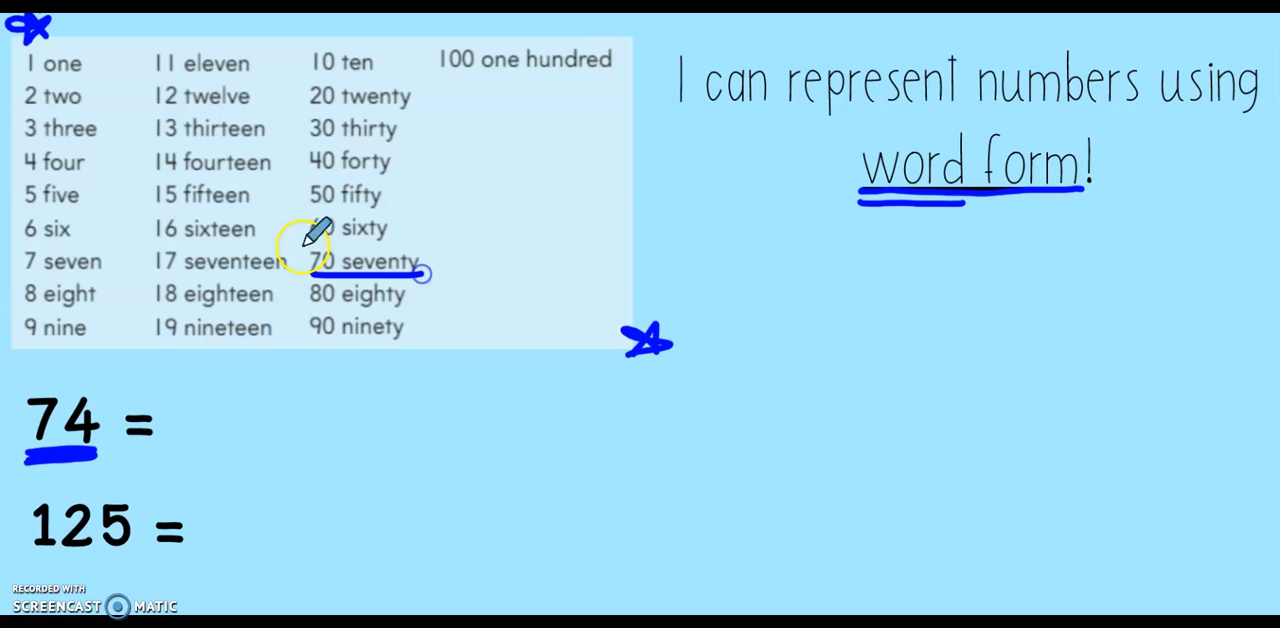 1 one 11 eleven 10 ten 100 one hundred
2 two 12 twelve 20 twenty
3 three 13 thirteen 30 thirty
4 four 14 fourteen 40 forty
5 five 15 fifteen 50 fifty
6 six 16 sixteen sixty
7 seven 17 seventeen 70 seventy
8 eight 18 eighteen 80 eighty
9 nine 19 nineteen 90 ninety
I can represent numbers using
word form!
74 =
125 =
RECORDED WITH
SCREENCAST MATIC